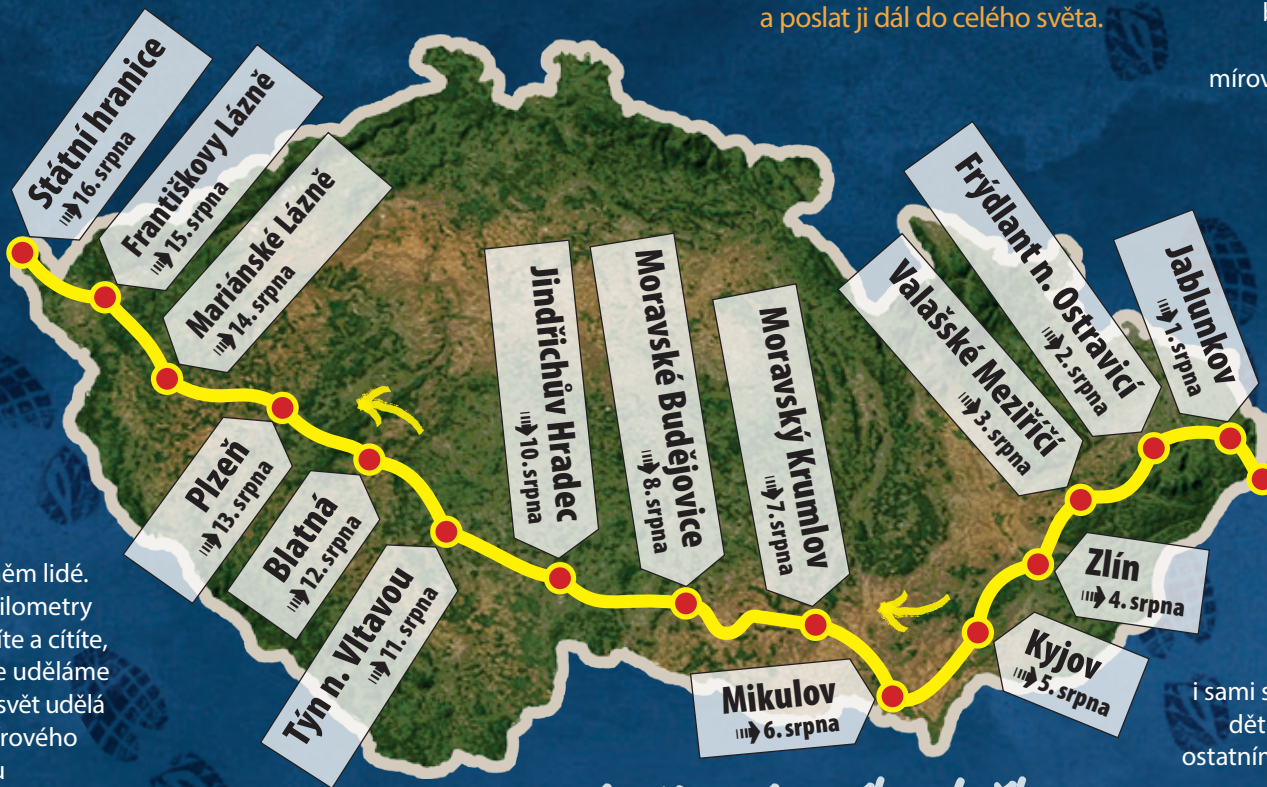 a poslat ji dál do celého světa.
mírov
Státní hranice
16. srpna
Františkovy Lázně
15. srpna
Mariánské Lázně
14. srpna
Plzeň
13. srpna
Blatná
12. srpna
Týn n. Vltavou
11. srpna
Jindřichův Hradec
10. srpna
Moravské Budějovice
8. srpna
Moravský Krumlov
7. srpna
Mikulov
6. srpna
Kyjov
5. srpna
Zlín
4. srpna
Valašské Meziříčí
3. srpna
Frýdlant n. Ostravicí
2. srpna
Jablunkov
1. srpna
něm lidé.
ilometry
íte a cítíte,
e uděláme
svět udělá
rového
u
i sami s
dět
ostatním